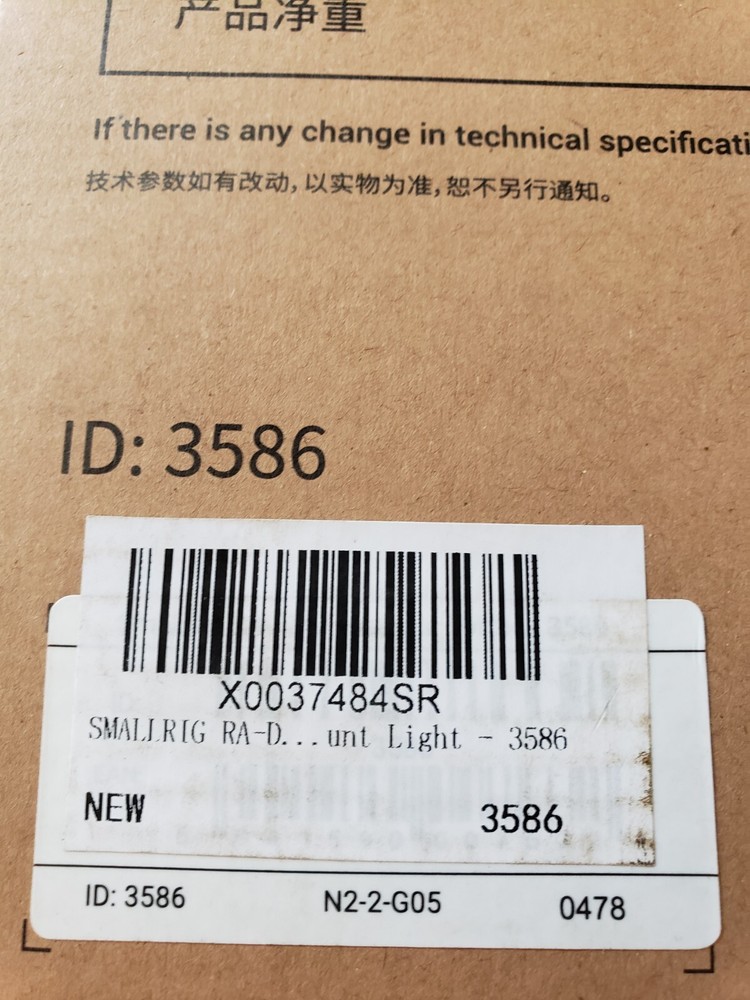 产品净重
If there is any change in technical specificati
技术参数如有改动，以实物为准，恕不另行通知。
ID: 3586
X0037484SR
SMALLRIG RA-D...unt Light - 3586
NEW 3586
ID: 3586 N2-2-G05 0478